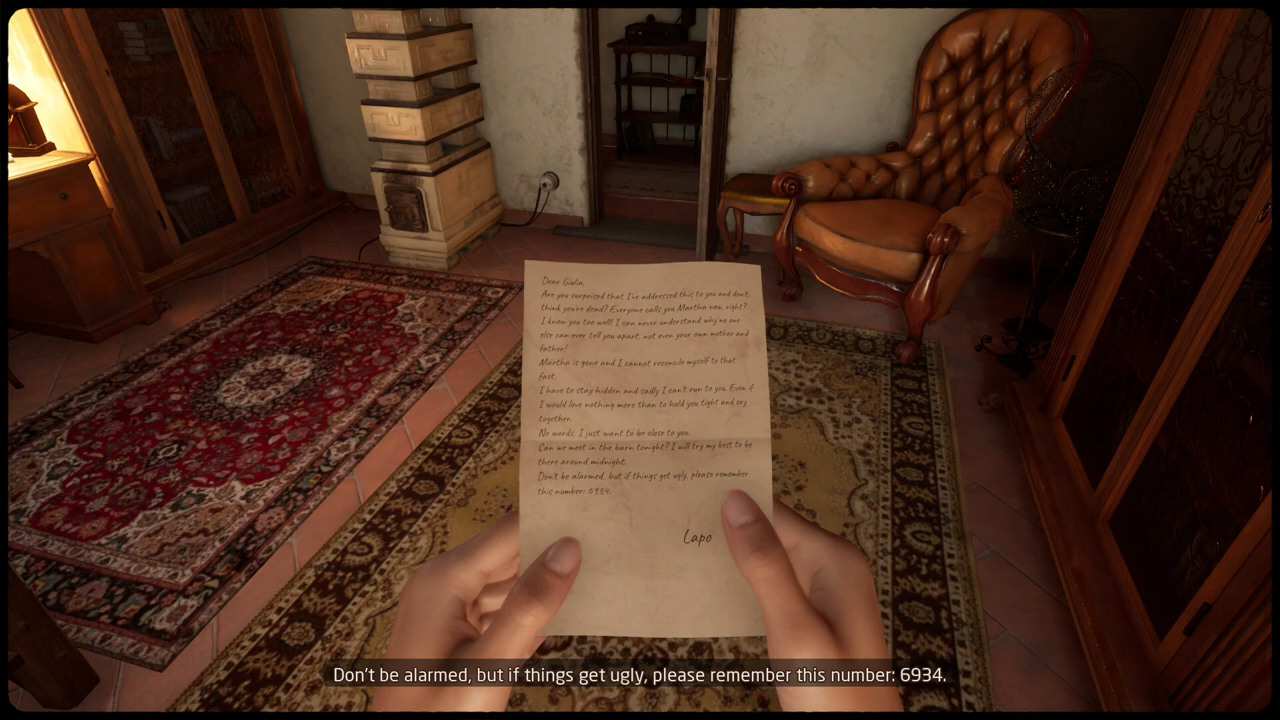 Dear Giulia,
Are you surprised that I've addressed this to you and don't
think you're dead? Everyone calls you Martha now, right?
I know you too well! I can never understand why no one
else can ever tell you apart, not even your own mother and
father!
Martha is gone and I cannot reconcile myself to that
fact.
I have to stay hidden and sadly I can't run to you. Even if
I would love nothing more than to hold you tight and cry
together.
No words. I just want to be close to you.
Can we meet in the barn tonight? I will try my best to be
there around midnight.
Don't be alarmed, but if things get ugly, please remember
this number: 6934.
Lapo
Don't be alarmed, but if things get ugly, please remember this number: 6934.